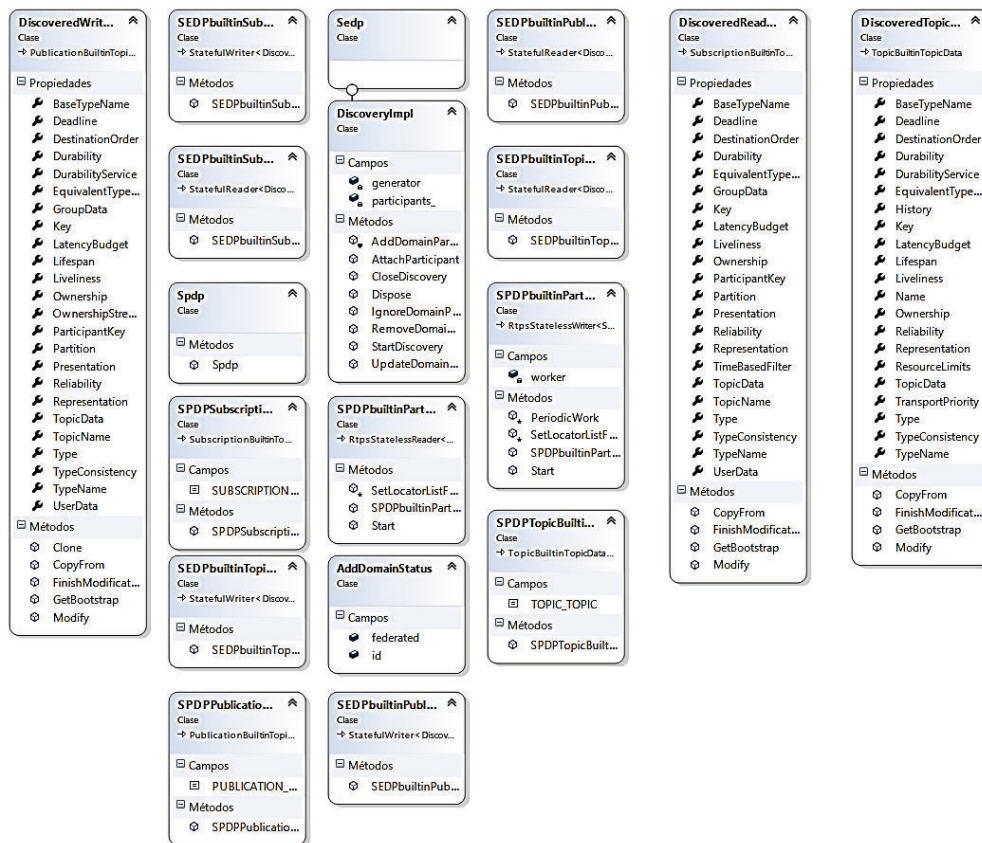 DiscoveredWrit...
Clase
PublicationBuiltinTopi...
Propiedades
BaseTypeName
Deadline
DestinationOrder
Durability
DurabilityService
EquivalentType...
GroupData
Key
LatencyBudget
Lifespan
Liveliness
Ownership
OwnershipStre...
ParticipantKey
Partition
Presentation
Reliability
Representation
TopicData
TopicName
Type
TypeConsistency
TypeName
UserData
Métodos
Clone
CopyFrom
FinishModificat...
GetBootstrap
Modify
SEDPbuiltinSub...
Clase
StatefulWriter<Discov...
Métodos
SEDPbuiltinSub...
SEDPbuiltinSub...
Clase
StatefulReader<Disco...
Métodos
SEDPbuiltinSub...
Spdp
Clase
Métodos
Spdp
SPDPSubscripti...
Clase
SubscriptionBuiltinTo...
Campos
SUBSCRIPTION...
Métodos
SPDPSubscripti...
SEDPbuiltinTopi...
Clase
StatefulWriter<Discov...
Métodos
SEDPbuiltinTop...
SPDPPublicatio...
Clase
PublicationBuiltinTopi...
Campos
PUBLICATION_...
Métodos
SPDPPublicatio...
Sedp
Clase
DiscoveryImpl
Clase
Campos
generator
participants_
Métodos
AddDomainPar...
AttachParticipant
CloseDiscovery
Dispose
IgnoreDomainP...
RemoveDomai...
StartDiscovery
UpdateDomain...
SPDPbuiltinPart...
Clase
RtpsStatelessReader<...
Métodos
SetLocatorListF...
SPDPbuiltinPart...
Start
AddDomainStatus
Clase
Campos
federated
id
SEDPbuiltinPubl...
Clase
StatefulWriter<Discov...
Métodos
SEDPbuiltinPub...
SEDPbuiltinPubl...
Clase
StatefulReader<Disco...
Métodos
SEDPbuiltinPub...
SEDPbuiltinTopi...
Clase
StatefulReader<Disco...
Métodos
SEDPbuiltinTop...
SPDPbuiltinPart...
Clase
RtpsStatelessWriter<S...
Campos
worker
Métodos
PeriodicWork
SetLocatorListF...
SPDPbuiltinPart...
Start
SPDPTopicBuilti...
Clase
TopicBuiltinTopicData...
Campos
TOPIC_TOPIC
Métodos
SPDPTopicBuilt...
DiscoveredRead...
Clase
SubscriptionBuiltinTo...
Propiedades
BaseTypeName
Deadline
DestinationOrder
Durability
EquivalentType...
GroupData
Key
LatencyBudget
Liveliness
Ownership
ParticipantKey
Partition
Presentation
Reliability
Representation
TimeBasedFilter
TopicData
TopicName
Type
TypeConsistency
TypeName
UserData
Métodos
CopyFrom
FinishModificat...
GetBootstrap
Modify
DiscoveredTopic...
Clase
TopicBuiltinTopicData
Propiedades
BaseTypeName
Deadline
DestinationOrder
Durability
DurabilityService
EquivalentType...
History
Key
LatencyBudget
Lifespan
Liveliness
Name
Ownership
Reliability
Representation
ResourceLimits
TopicData
TransportPriority
Type
TypeConsistency
TypeName
Métodos
CopyFrom
FinishModificat...
GetBootstrap
Modify